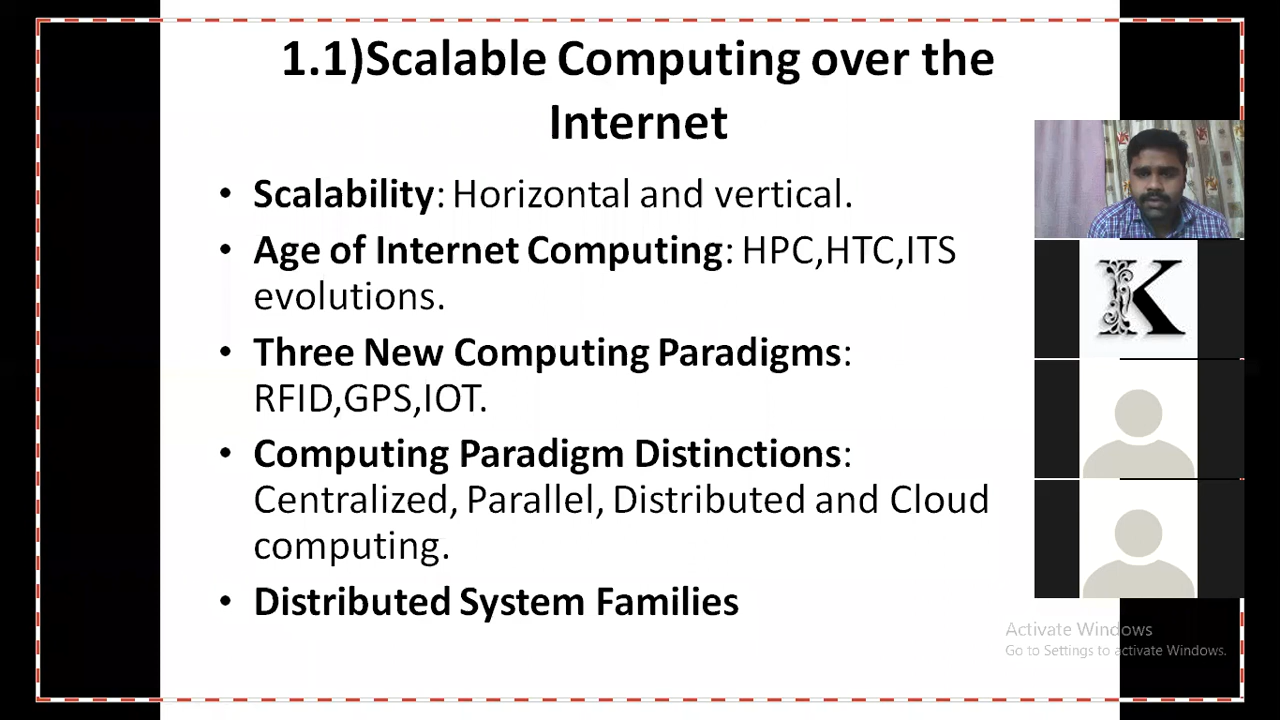 1.1)Scalable Computing over the
Internet
• Scalability: Horizontal and vertical.
• Age of Internet Computing: HPC,HTC,ITS
evolutions.
• Three New Computing Paradigms:
RFID,GPS,IOT.
• Computing Paradigm Distinctions:
Centralized, Parallel, Distributed and Cloud
computing.
• Distributed System Families
K
Activate Windows
Go to Settings to activate Windows.